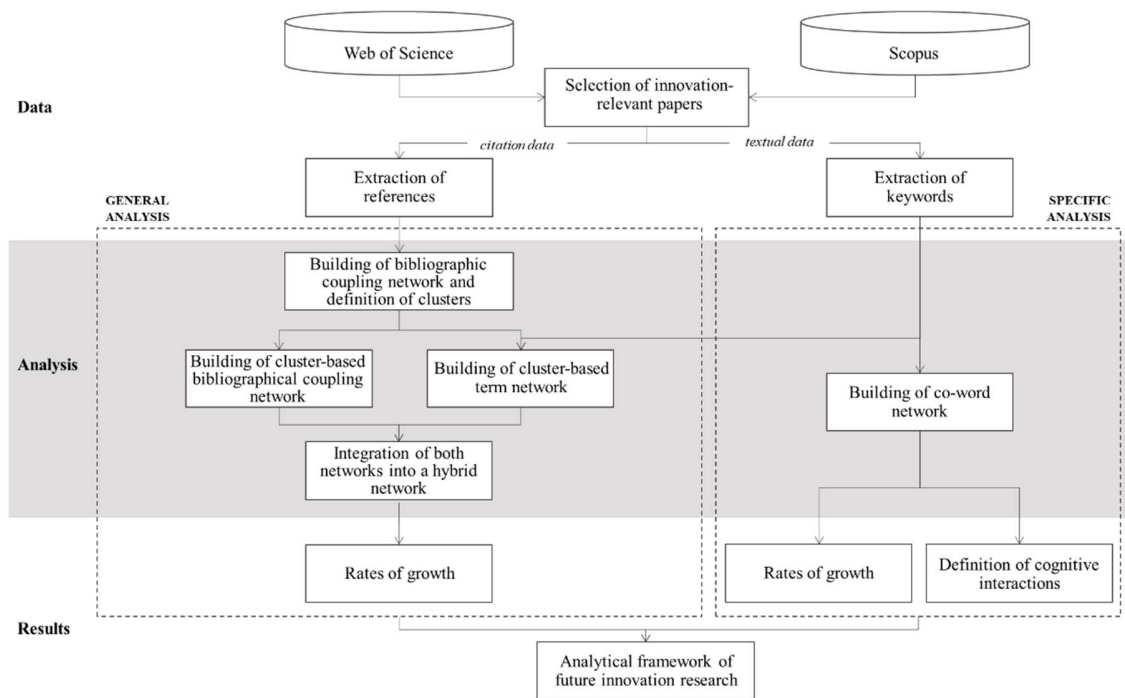 Web of Science
Scopus
Data
Selection of innovation-
relevant papers
citation data
textual data
Extraction of
references
Extraction of
keywords
GENERAL
ANALYSIS
SPECIFIC
ANALYSIS
Building of bibliographic
coupling network and
definition of clusters
Analysis
Building of cluster-based
bibliographical coupling
network
Building of cluster-based
term network
Building of co-word
network
Integration of both
networks into a hybrid
network
Rates of growth
Rates of growth
Definition of cognitive
interactions
Results
Analytical framework of
future innovation research